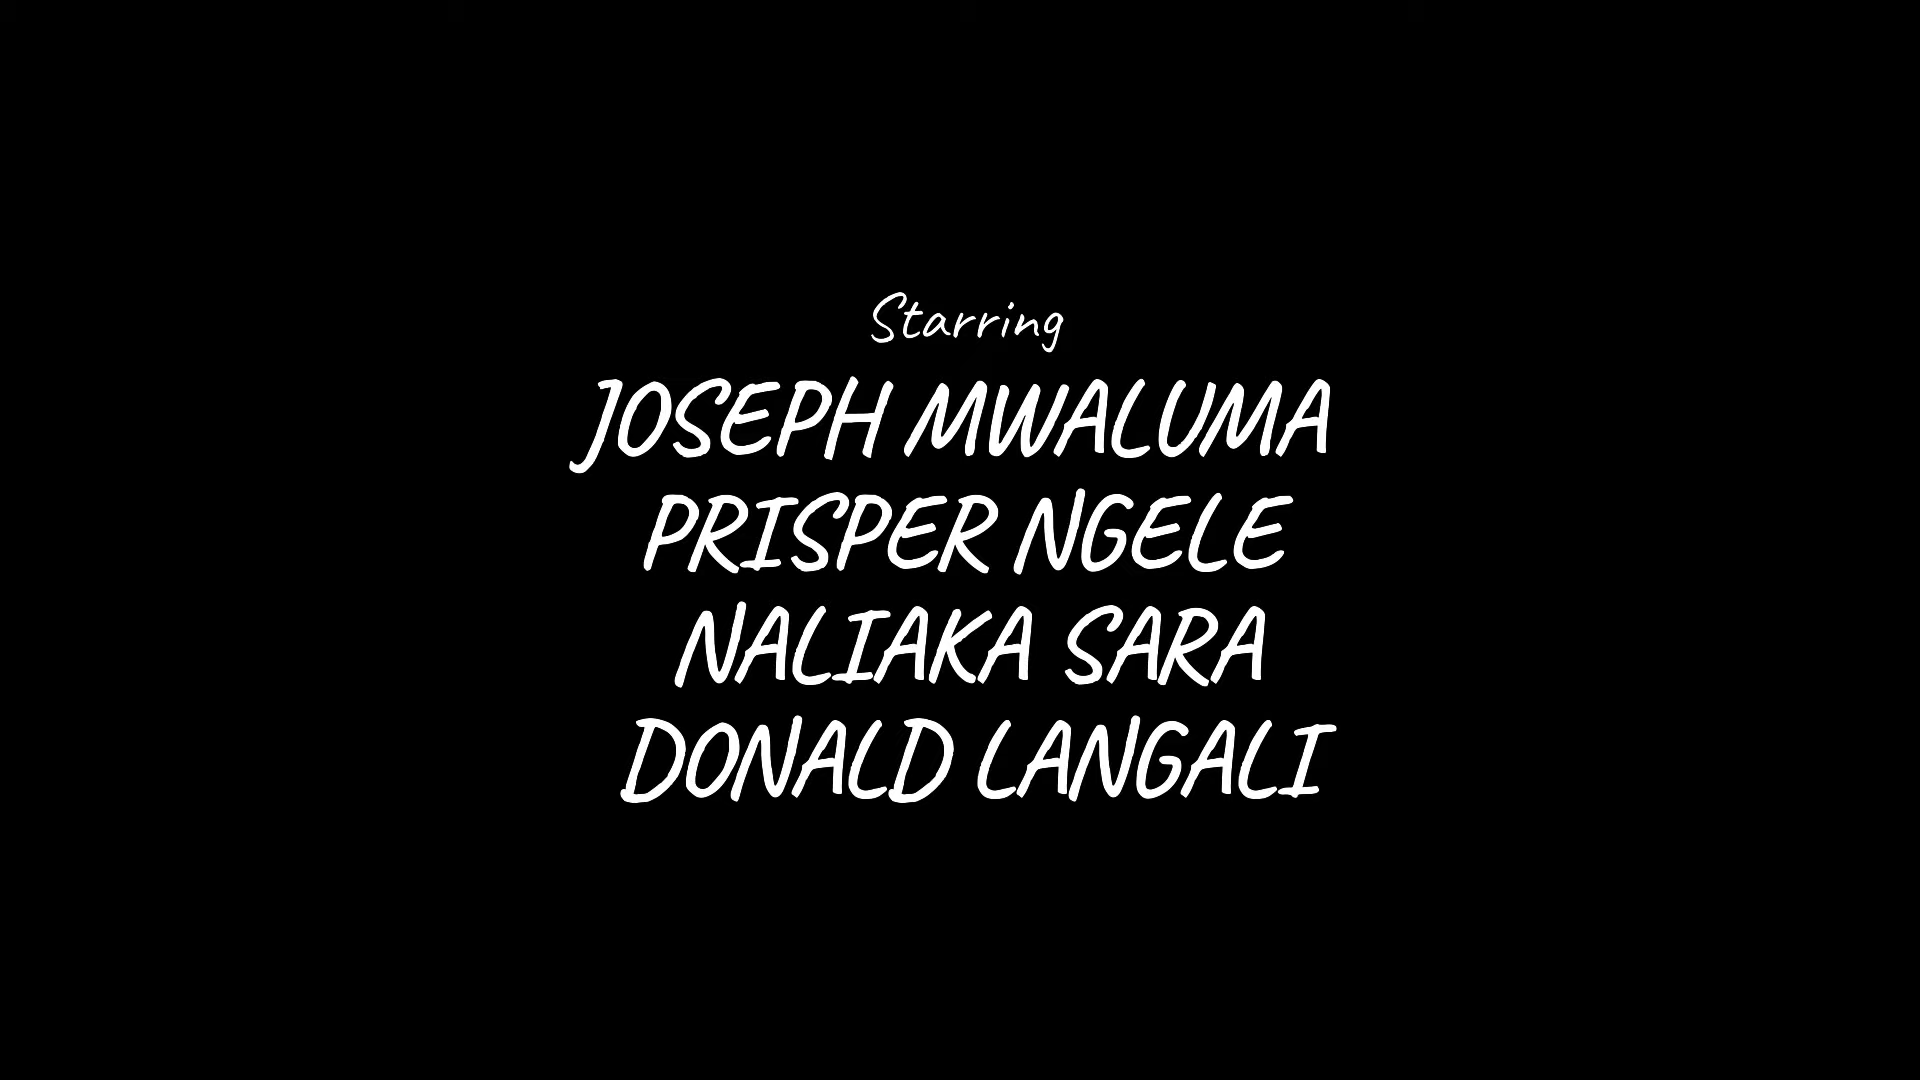 Starring
JOSEPH MWALUMA
PRISPER NGELE
NALIAKA SARA
DONALD LANGALI